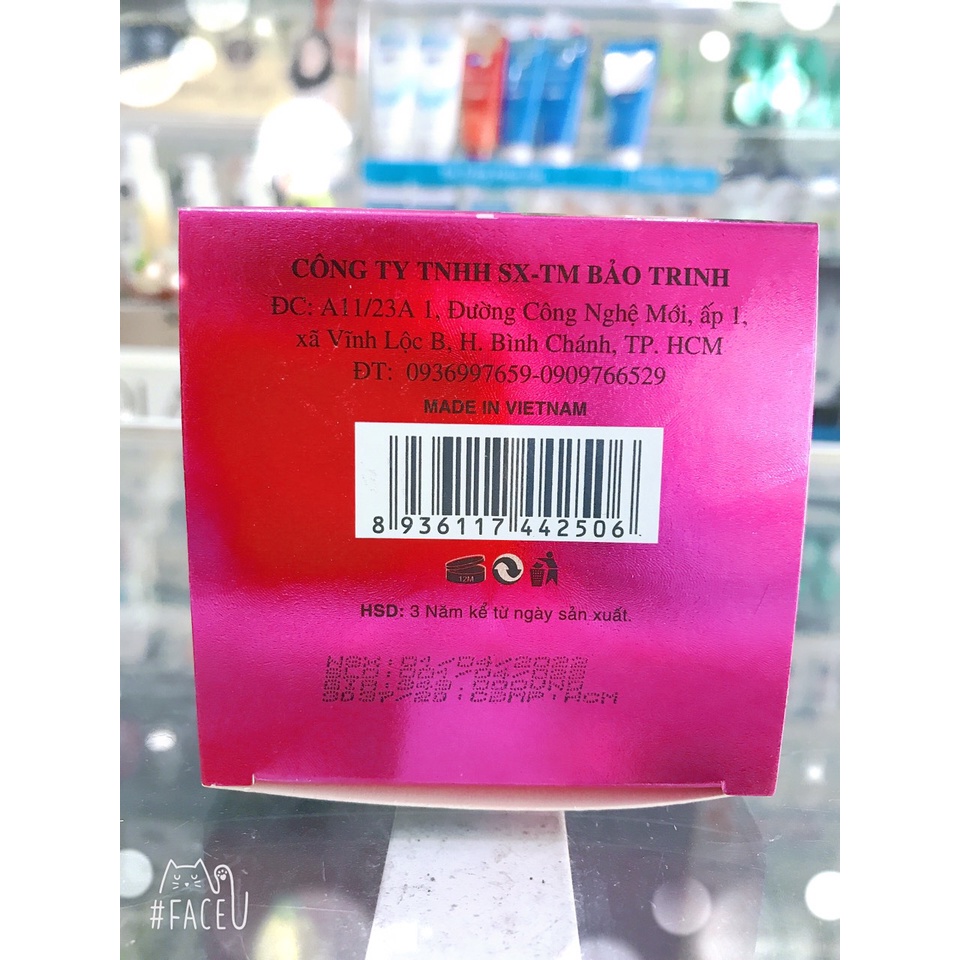 CÔNG TY TNHH SX-TM BẢO TRINH
ĐC: A11/23A 1, Đường Công Nghệ Mới, ấp 1,
xã Vĩnh Lộc B, H. Bình Chánh, TP. HCM
ĐT: 0936997659-0909766529
MADE IN VIETNAM
8 936117 442506
12M
HSD: 3 Năm kể từ ngày sản xuất.
#FACEU